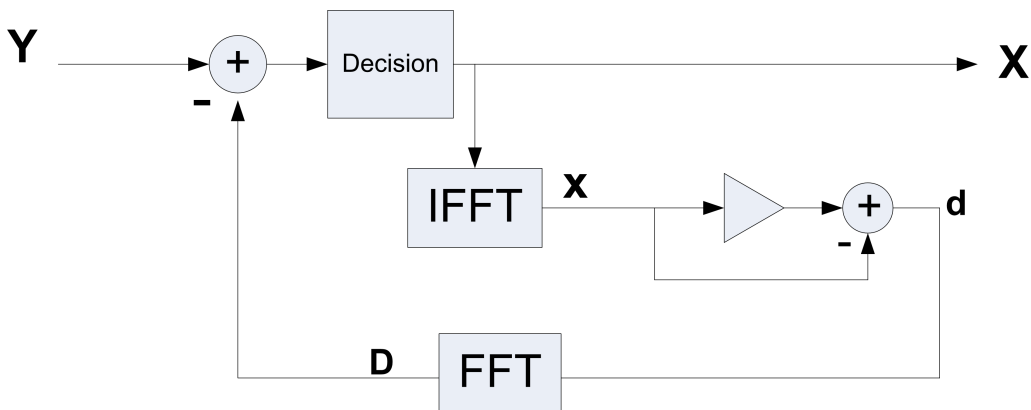 Y
+
-
Decision
X
IFFT
x
+
-
d
D
FFT